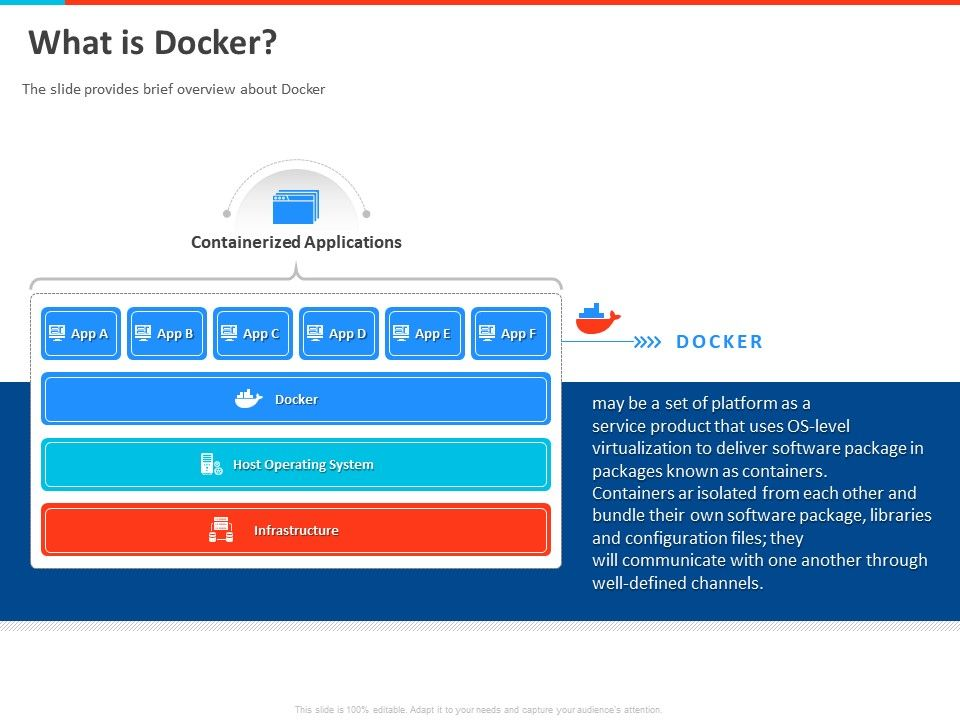 What is Docker?
The slide provides brief overview about Docker
Containerized Applications
App A
App B
App C
App D
App E
App F
Docker
Host Operating System
Infrastructure
DOCKER
may be a set of platform as a
service product that uses OS-level
virtualization to deliver software package in
packages known as containers.
Containers ar isolated from each other and
bundle their own software package, libraries
and configuration files; they
will communicate with one another through
well-defined channels.
This slide is 100% editable. Adapt it to your needs and capture your audience's attention.